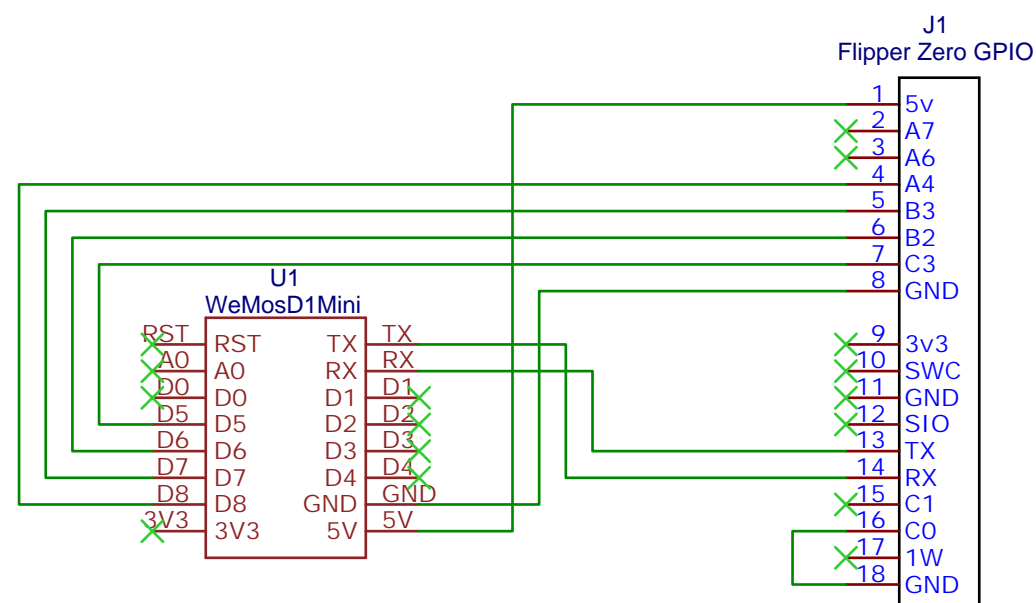 J1
Flipper Zero GPIO
1 5v
2 A7
3 A6
4 A4
5 B3
6 B2
7 C3
8 GND
9 3v3
10 SWC
11 GND
12 SIO
13 TX
14 RX
15 C1
16 C0
17 1W
18 GND
U1
WeMosD1Mini
RST RST TX TX
A0 A0 RX RX
D0 D0 D1 D1
D5 D5 D2 D2
D6 D6 D3 D3
D7 D7 D4 D4
D8 D8 GND GND
3V3 3V3 5V 5V